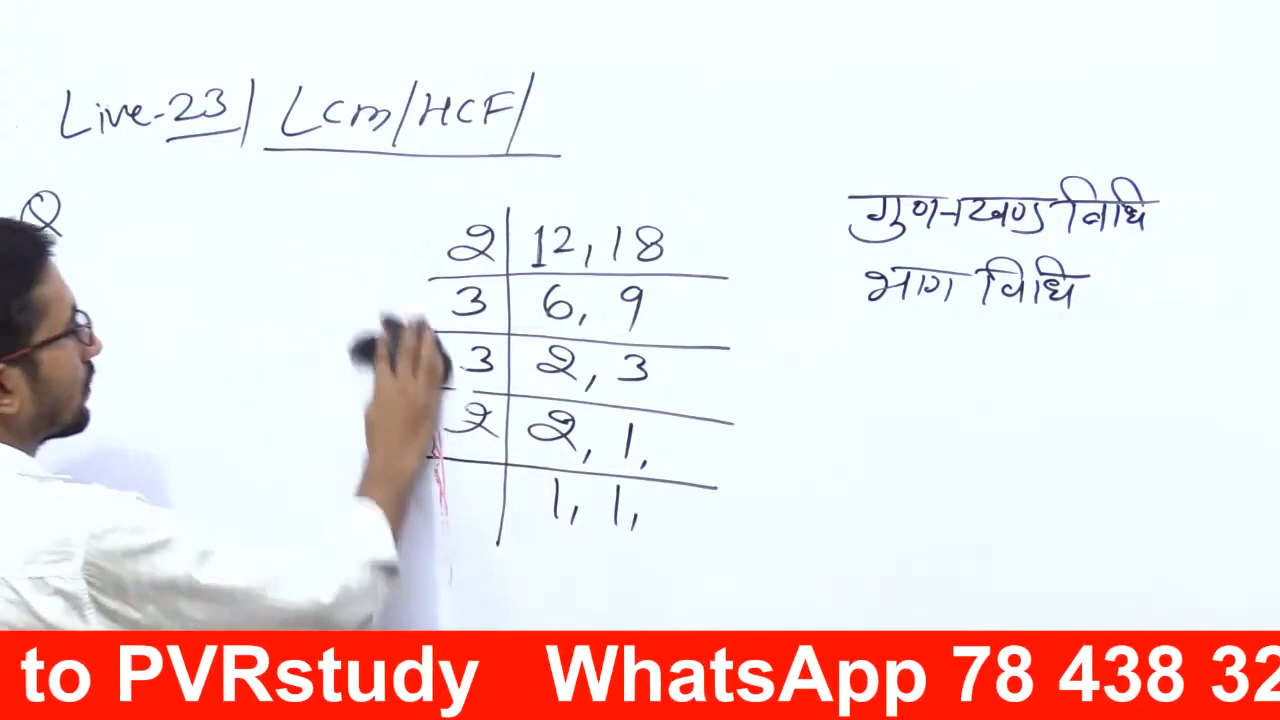 Live-23/ LCM/HCF/
Q
2 | 12, 18
3 | 6, 9
3 | 2, 3
2 | 2, 1,
1, 1,
गुणनखण्ड विधि
भाग विधि
to PVRstudy WhatsApp 78 438 32